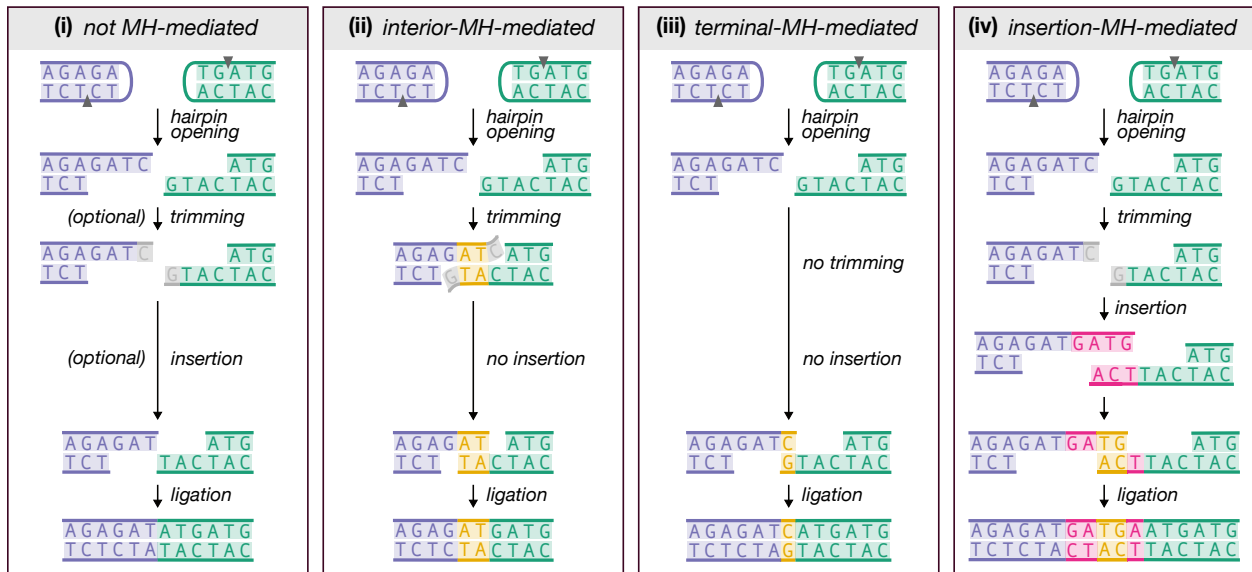 (i) not MH-mediated
AGAGA TGATG
TCTCT ACTAC
hairpin opening
AGAGATC ATG
TCT GTACTAC
(optional) trimming
AGAGATC ATG
TCT GTACTAC
(optional) insertion
AGAGAT ATG
TCT TACTAC
ligation
AGAGATATGATG
TCTCTATACTAC
(ii) interior-MH-mediated
AGAGA TGATG
TCTCT ACTAC
hairpin opening
AGAGATC ATG
TCT GTACTAC
trimming
AGAGATCATG
TCTGTACTAC
no insertion
AGAGAT ATG
TCT TACTAC
ligation
AGAGATGATG
TCTCTACTAC
(iii) terminal-MH-mediated
AGAGA TGATG
TCTCT ACTAC
hairpin opening
AGAGATC ATG
TCT GTACTAC
no trimming
no insertion
AGAGATC ATG
TCT GTACTAC
ligation
AGAGATCATGATG
TCTCTAGTACTAC
(iv) insertion-MH-mediated
AGAGA TGATG
TCTCT ACTAC
hairpin opening
AGAGATC ATG
TCT GTACTAC
trimming
AGAGATC ATG
TCT GTACTAC
insertion
AGAGATGATG
TCT ATG
ACTTACTAC
AGAGATGATG ATG
TCT ACTTACTAC
ligation
AGAGATGATGAATGATG
TCTCTACTACTTACTAC